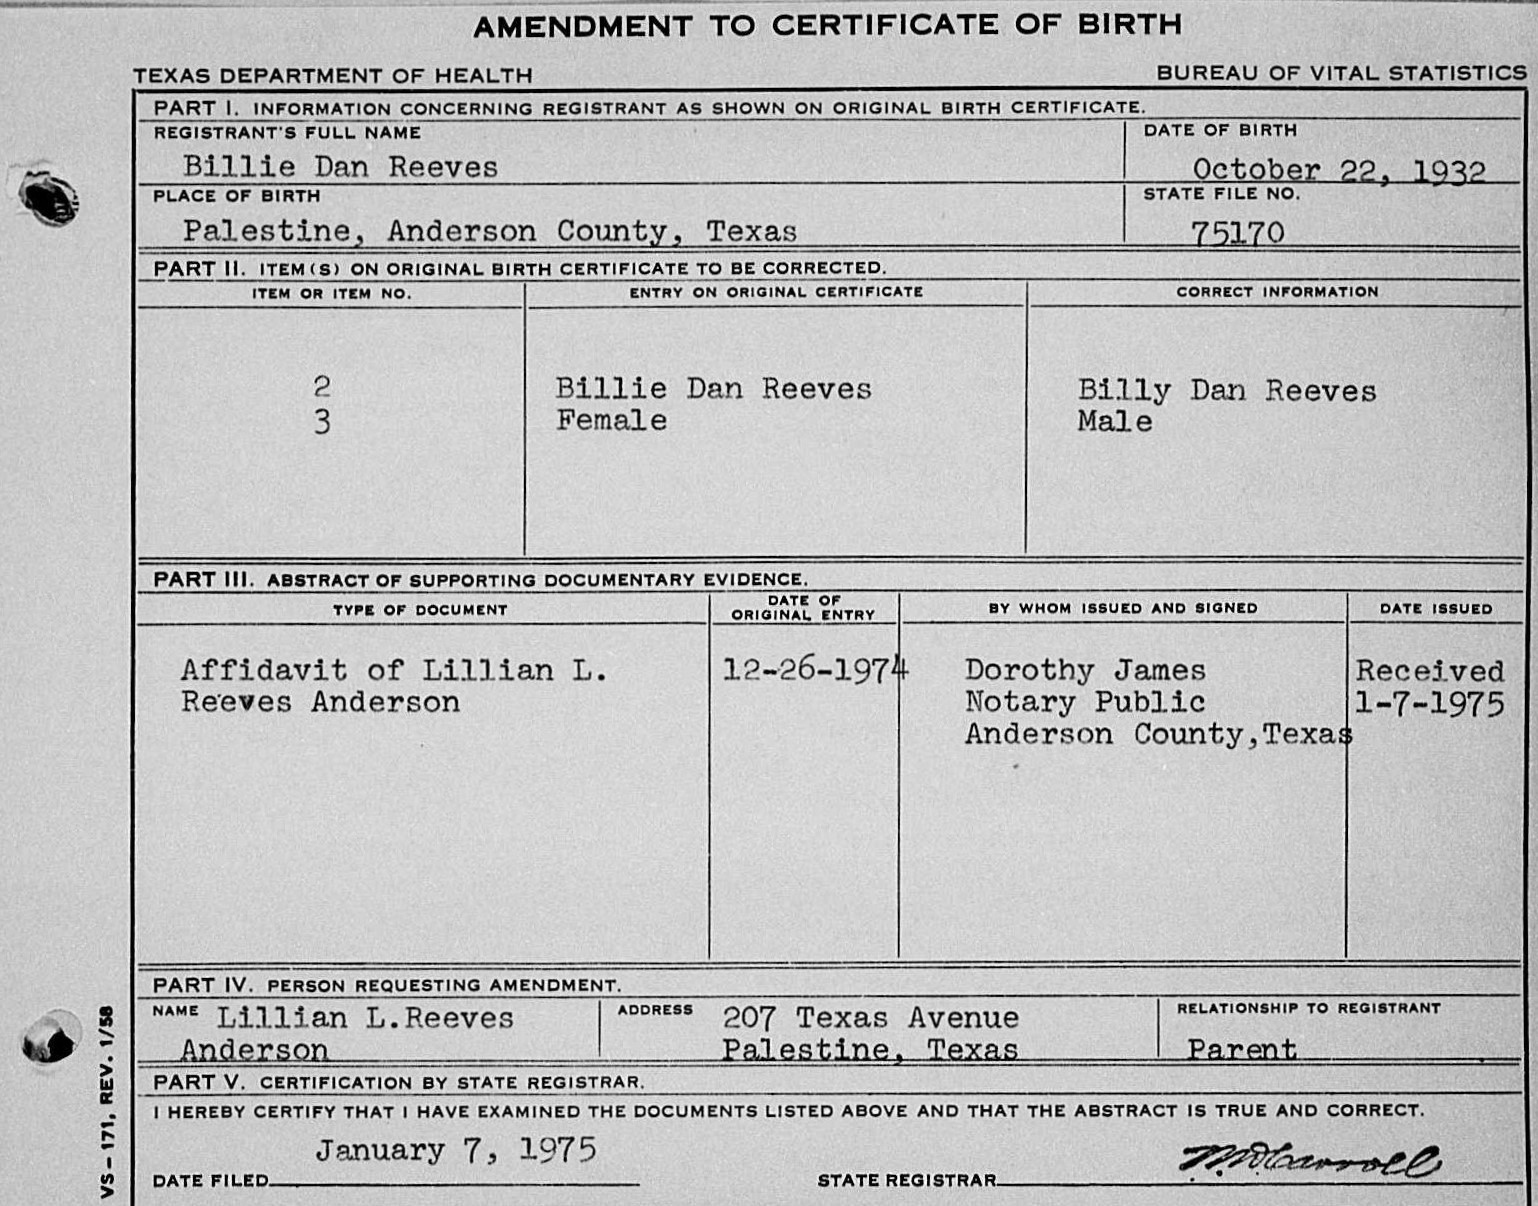 AMENDMENT TO CERTIFICATE OF BIRTH
TEXAS DEPARTMENT OF HEALTH BUREAU OF VITAL STATISTICS
PART I. INFORMATION CONCERNING REGISTRANT AS SHOWN ON ORIGINAL BIRTH CERTIFICATE.
REGISTRANT'S FULL NAME DATE OF BIRTH
Billie Dan Reeves October 22, 1932
PLACE OF BIRTH STATE FILE NO.
Palestine, Anderson County, Texas 75170
PART II. ITEM(S) ON ORIGINAL BIRTH CERTIFICATE TO BE CORRECTED.
ITEM OR ITEM NO. ENTRY ON ORIGINAL CERTIFICATE CORRECT INFORMATION
2 Billie Dan Reeves Billy Dan Reeves
3 Female Male
PART III. ABSTRACT OF SUPPORTING DOCUMENTARY EVIDENCE.
TYPE OF DOCUMENT DATE OF ORIGINAL ENTRY BY WHOM ISSUED AND SIGNED DATE ISSUED
Affidavit of Lillian L. 12-26-1974 Dorothy James Received
Reeves Anderson Notary Public 1-7-1975
Anderson County,Texas
PART IV. PERSON REQUESTING AMENDMENT.
NAME Lillian L.Reeves ADDRESS 207 Texas Avenue RELATIONSHIP TO REGISTRANT
Anderson Palestine, Texas Parent
PART V. CERTIFICATION BY STATE REGISTRAR.
I HEREBY CERTIFY THAT I HAVE EXAMINED THE DOCUMENTS LISTED ABOVE AND THAT THE ABSTRACT IS TRUE AND CORRECT.
January 7, 1975
DATE FILED STATE REGISTRAR
VS-171, REV. 1/58